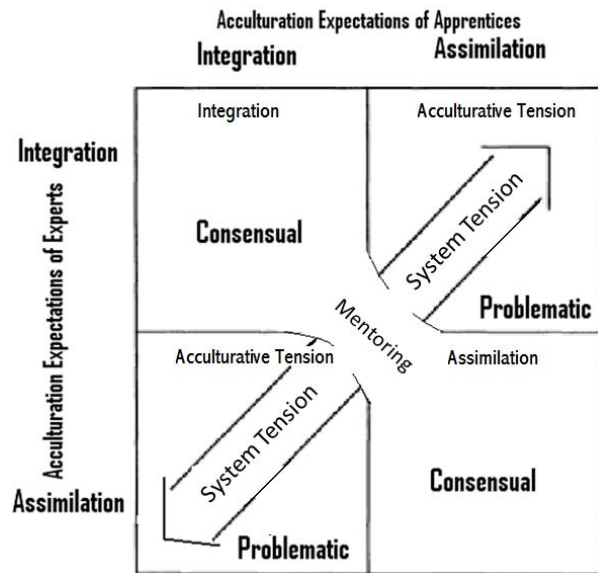 Acculturation Expectations of Apprentices
Integration
Assimilation
Integration
Acculturative Tension
Integration
Acculturation Expectations of Experts
Consensual
System Tension
Problematic
Mentoring
Acculturative Tension
Assimilation
System Tension
Assimilation
Consensual
Problematic